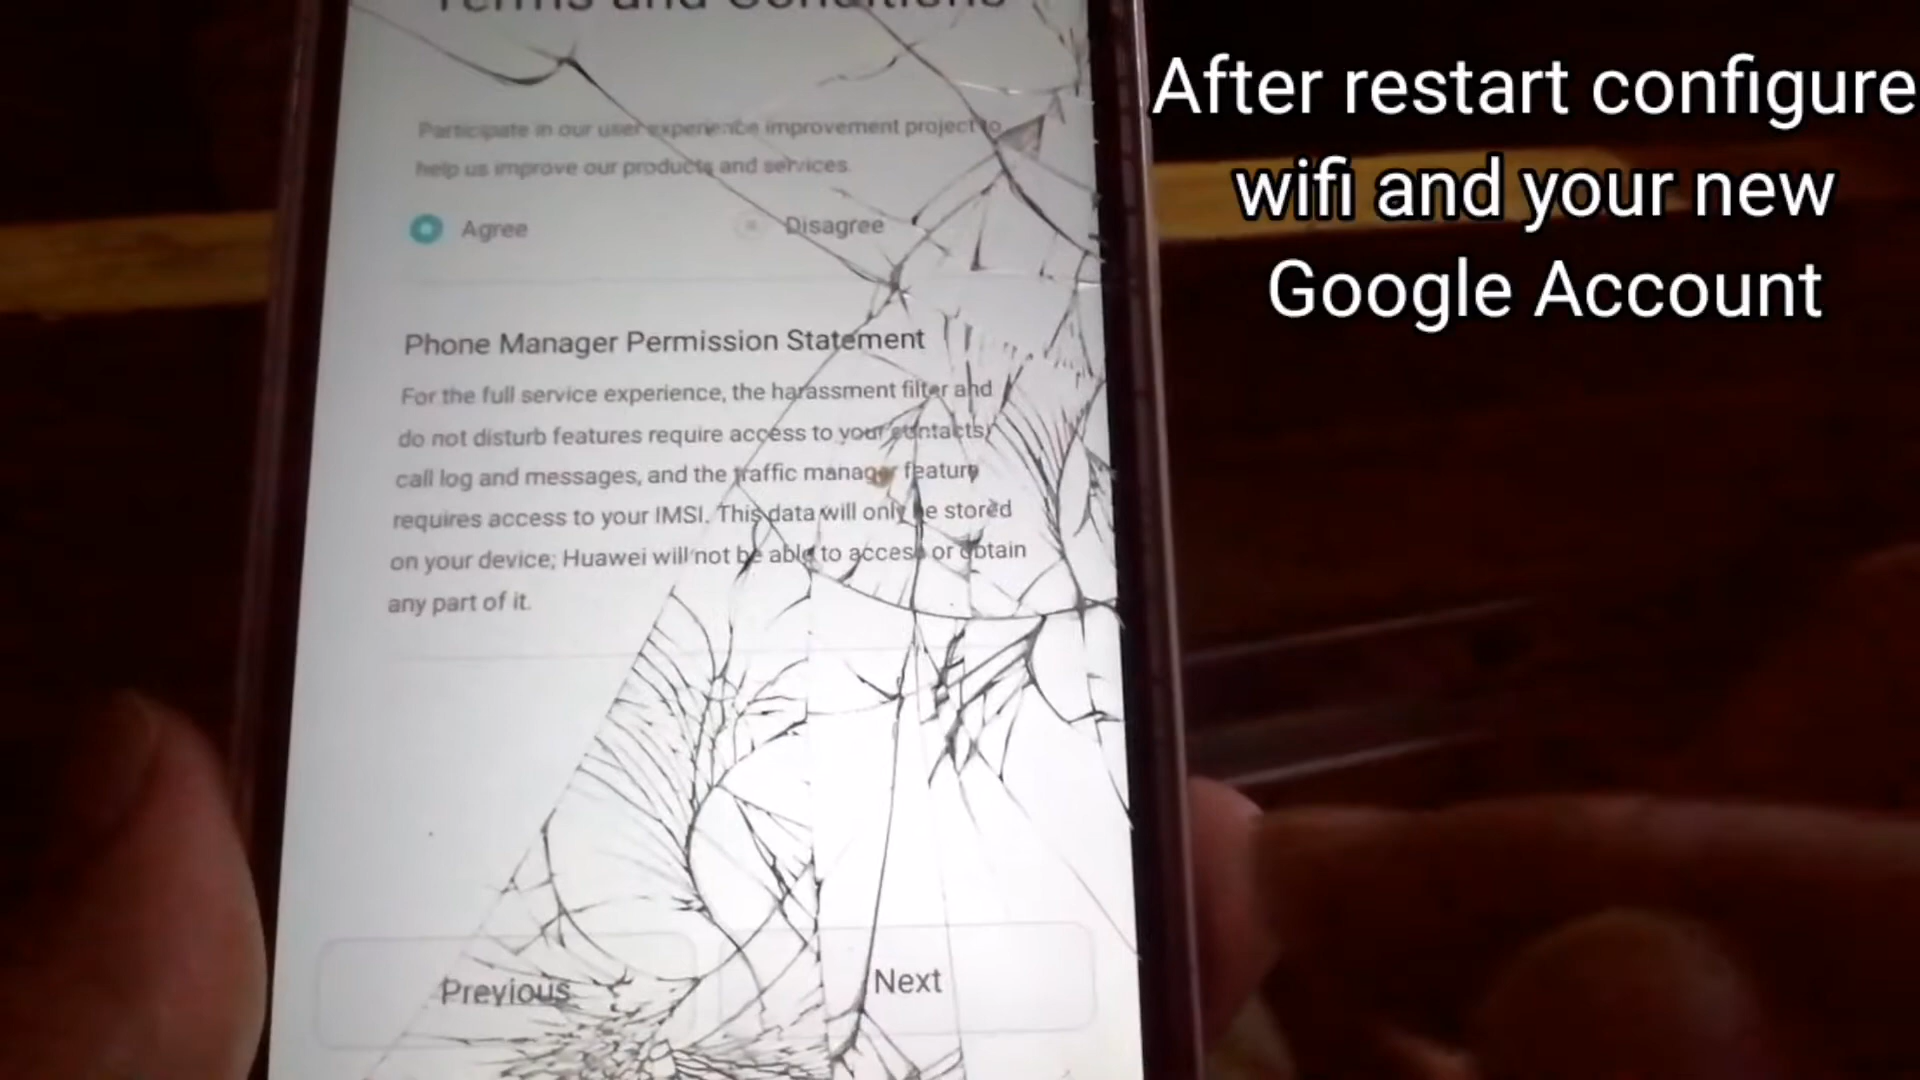 Terms and Conditions
Participate in our user experience improvement project to
help us improve our products and services.
Agree
Disagree
Phone Manager Permission Statement
For the full service experience, the harassment filter and
do not disturb features require access to your contacts,
call log and messages, and the traffic manager feature
requires access to your IMSI. This data will only be stored
on your device; Huawei will not be able to access or obtain
any part of it.
Previous
Next
After restart configure
wifi and your new
Google Account